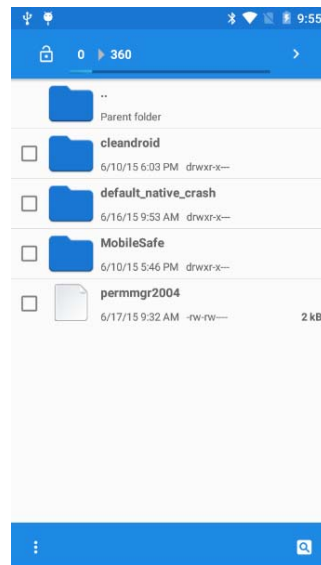 9:55
0 360
..
Parent folder
cleandroid
6/10/15 6:03 PM drwxr-x---
default_native_crash
6/16/15 9:53 AM drwxr-x---
MobileSafe
6/10/15 5:46 PM drwxr-x---
permmgr2004
6/17/15 9:32 AM -rw-rw---- 2 kB